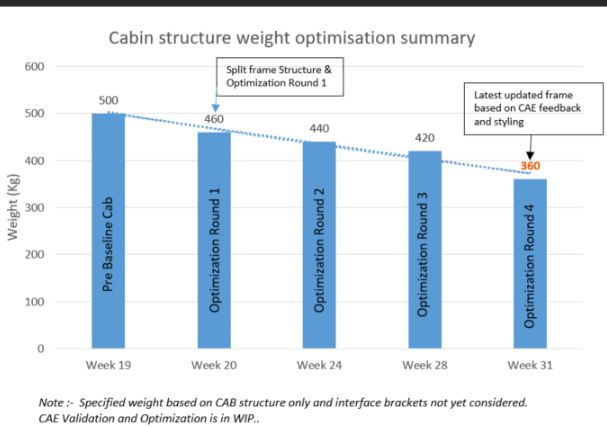 Cabin structure weight optimisation summary
600
500
400
300
200
100
0
Weight (Kg)
Split frame Structure &
Optimization Round 1
Latest updated frame
based on CAE feedback
and styling
500
460
440
420
360
Pre Baseline Cab
Optimization Round 1
Optimization Round 2
Optimization Round 3
Optimization Round 4
Week 19
Week 20
Week 24
Week 28
Week 31
Note :- Specified weight based on CAB structure only and interface brackets not yet considered.
CAE Validation and Optimization is in WIP..